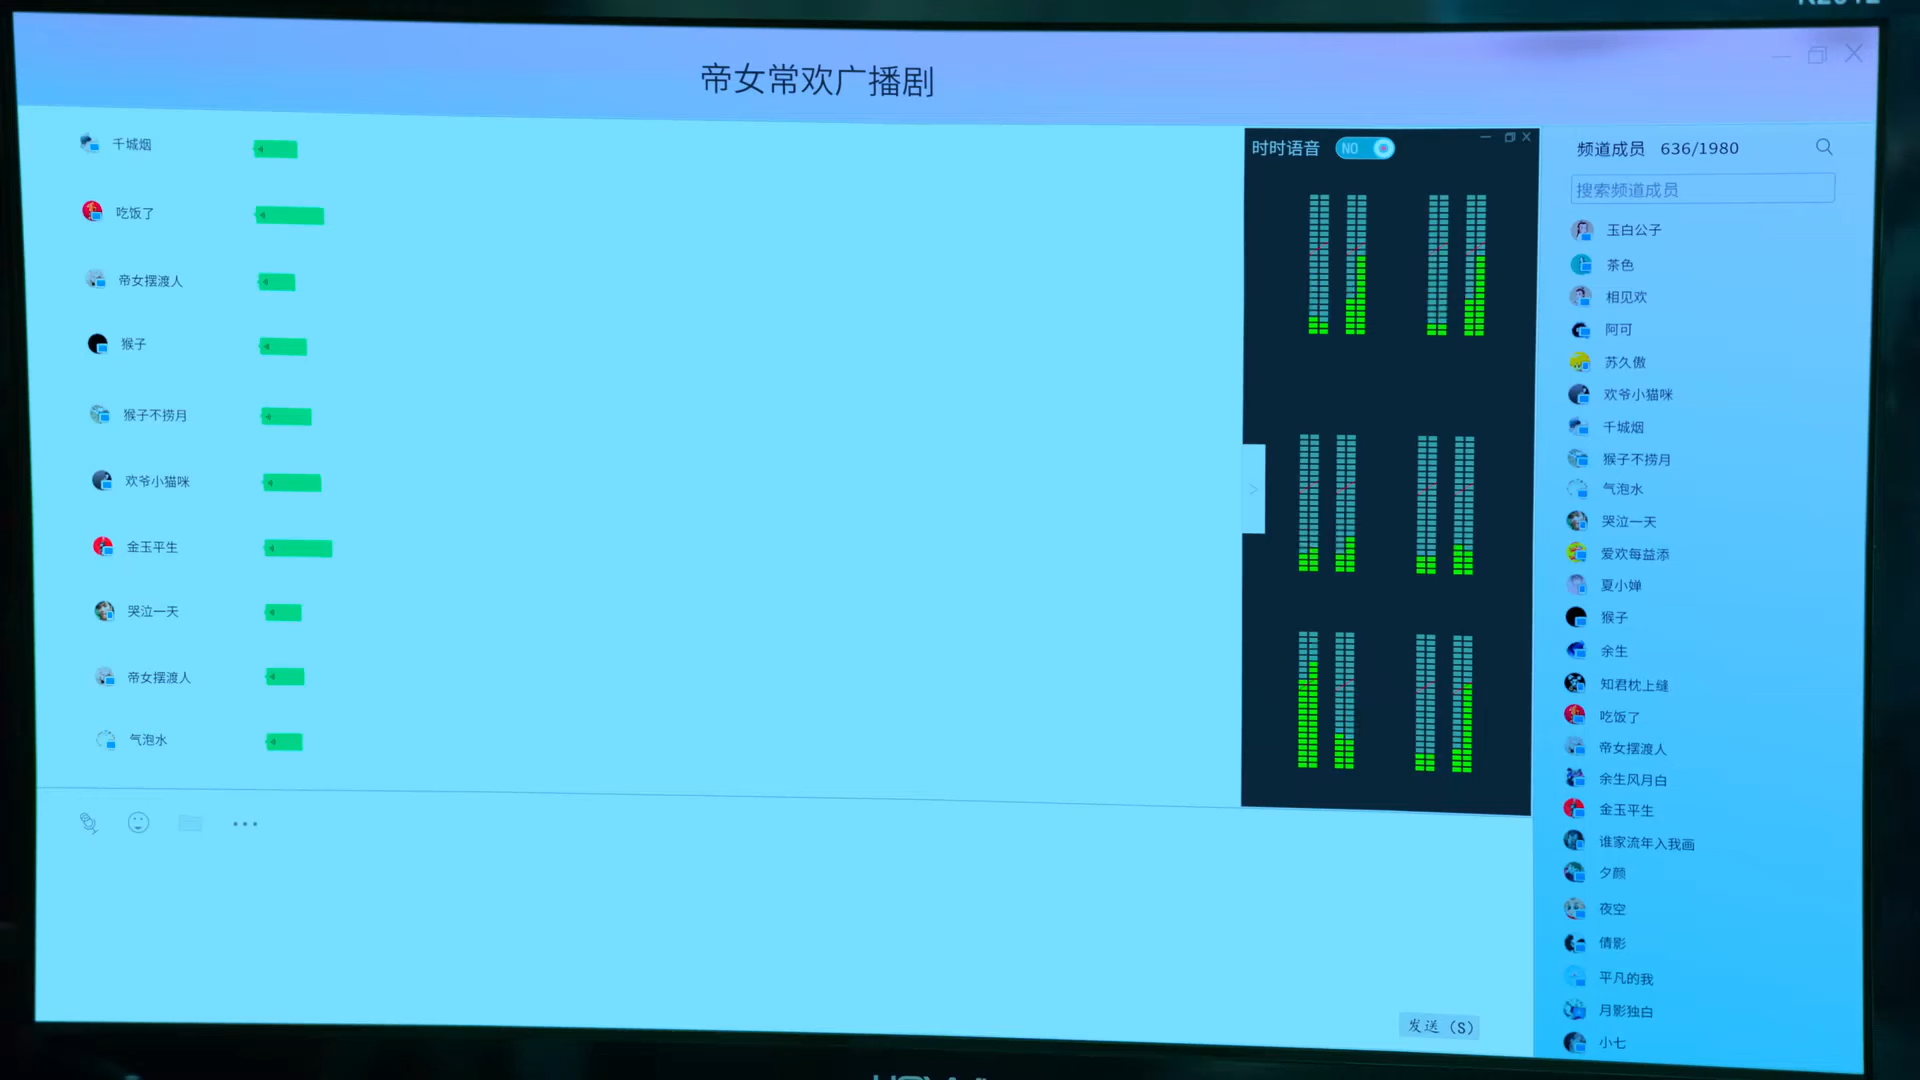 帝女常欢广播剧
千城烟
吃饭了
帝女摆渡人
猴子
猴子不捞月
欢爷小猫咪
金玉平生
哭泣一天
帝女摆渡人
气泡水
时时语音 NO
频道成员 636/1980
搜索频道成员
玉白公子
茶色
相见欢
阿可
苏久傲
欢爷小猫咪
千城烟
猴子不捞月
气泡水
哭泣一天
爱欢每益添
夏小婵
猴子
余生
知君枕上缝
吃饭了
帝女摆渡人
余生风月白
金玉平生
谁家流年入我画
夕颜
夜空
倩影
平凡的我
月影独白
小七
发送（S）